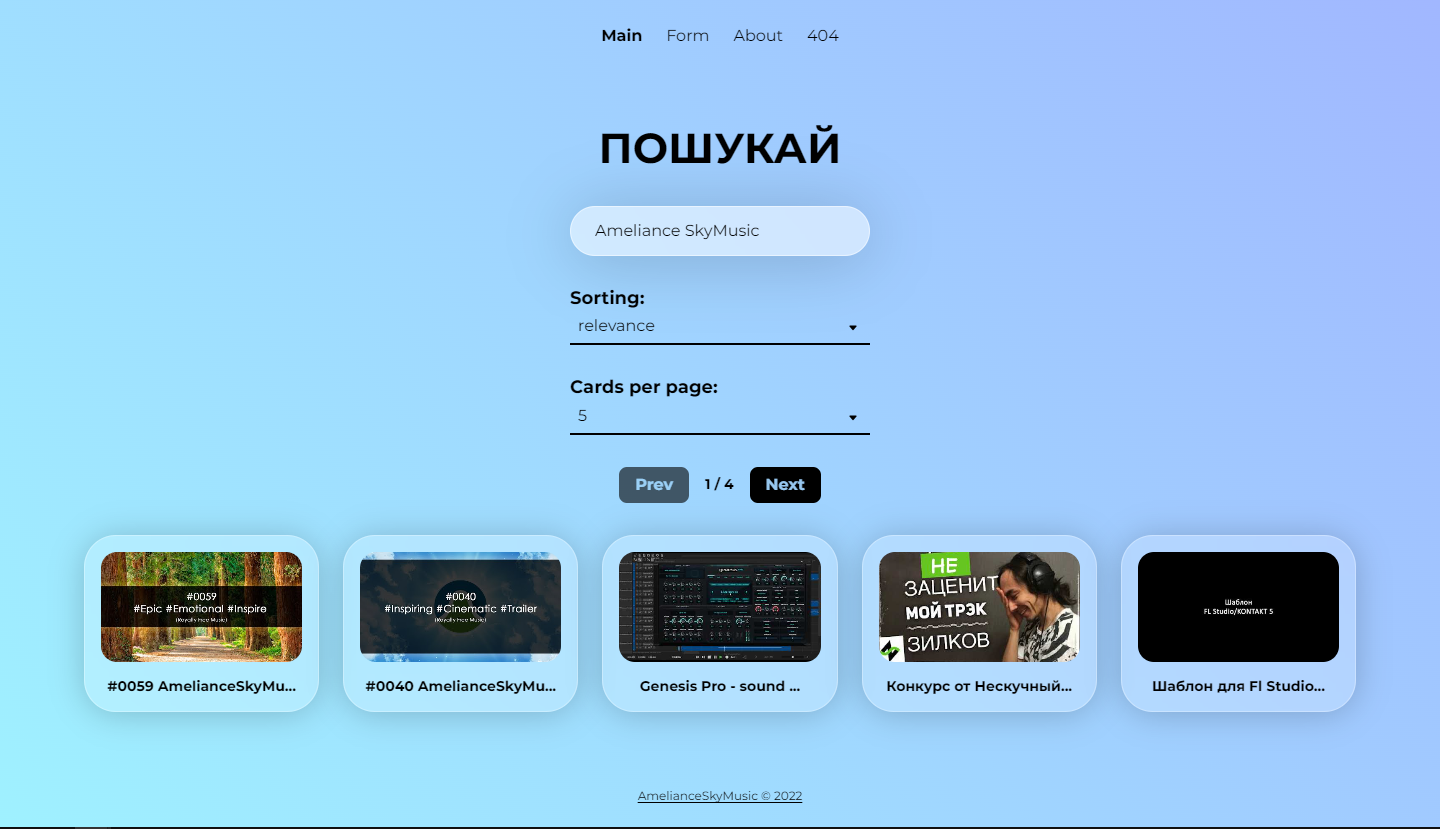 Main Form About 404
ПОШУКАЙ
Ameliance SkyMusic
Sorting:
relevance
Cards per page:
5
Prev 1 / 4 Next
#0059
#Epic #Emotional #Inspire
(Royalty Free Music)
#0040
#Inspiring #Cinematic #Trailer
(Royalty Free Music)
НЕ
ЗАЦЕНИТ
МОЙ ТРЭК
ЗИЛКОВ
Шаблон
FL Studio/KONTAKT 5
#0059 AmelianceSkyMu...
#0040 AmelianceSkyMu...
Genesis Pro - sound ...
Конкурс от Нескучный...
Шаблон для Fl Studio...
AmelianceSkyMusic © 2022